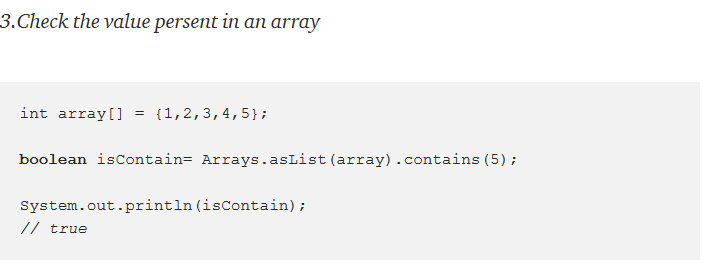 3.Check the value persent in an array
int array[] = {1,2,3,4,5};
boolean isContain= Arrays.asList(array).contains(5);
System.out.println(isContain);
// true